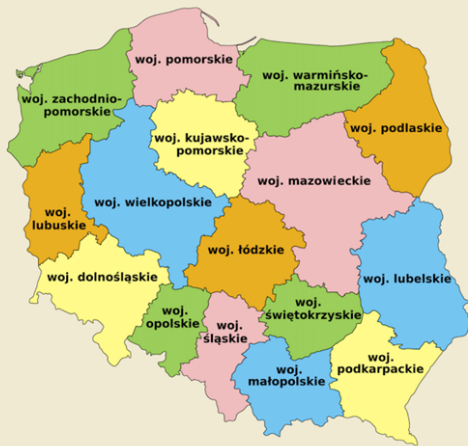 woj. pomorskie
woj. warmińsko-
mazurskie
woj. zachodnio-
pomorskie
woj. podlaskie
woj. kujawsko-
pomorskie
woj. mazowieckie
woj. wielkopolskie
woj.
lubuskie
woj. łódzkie
woj. dolnośląskie
woj. lubelskie
woj.
opolskie
woj.
świętokrzyskie
woj.
śląskie
woj.
podkarpackie
woj.
małopolskie